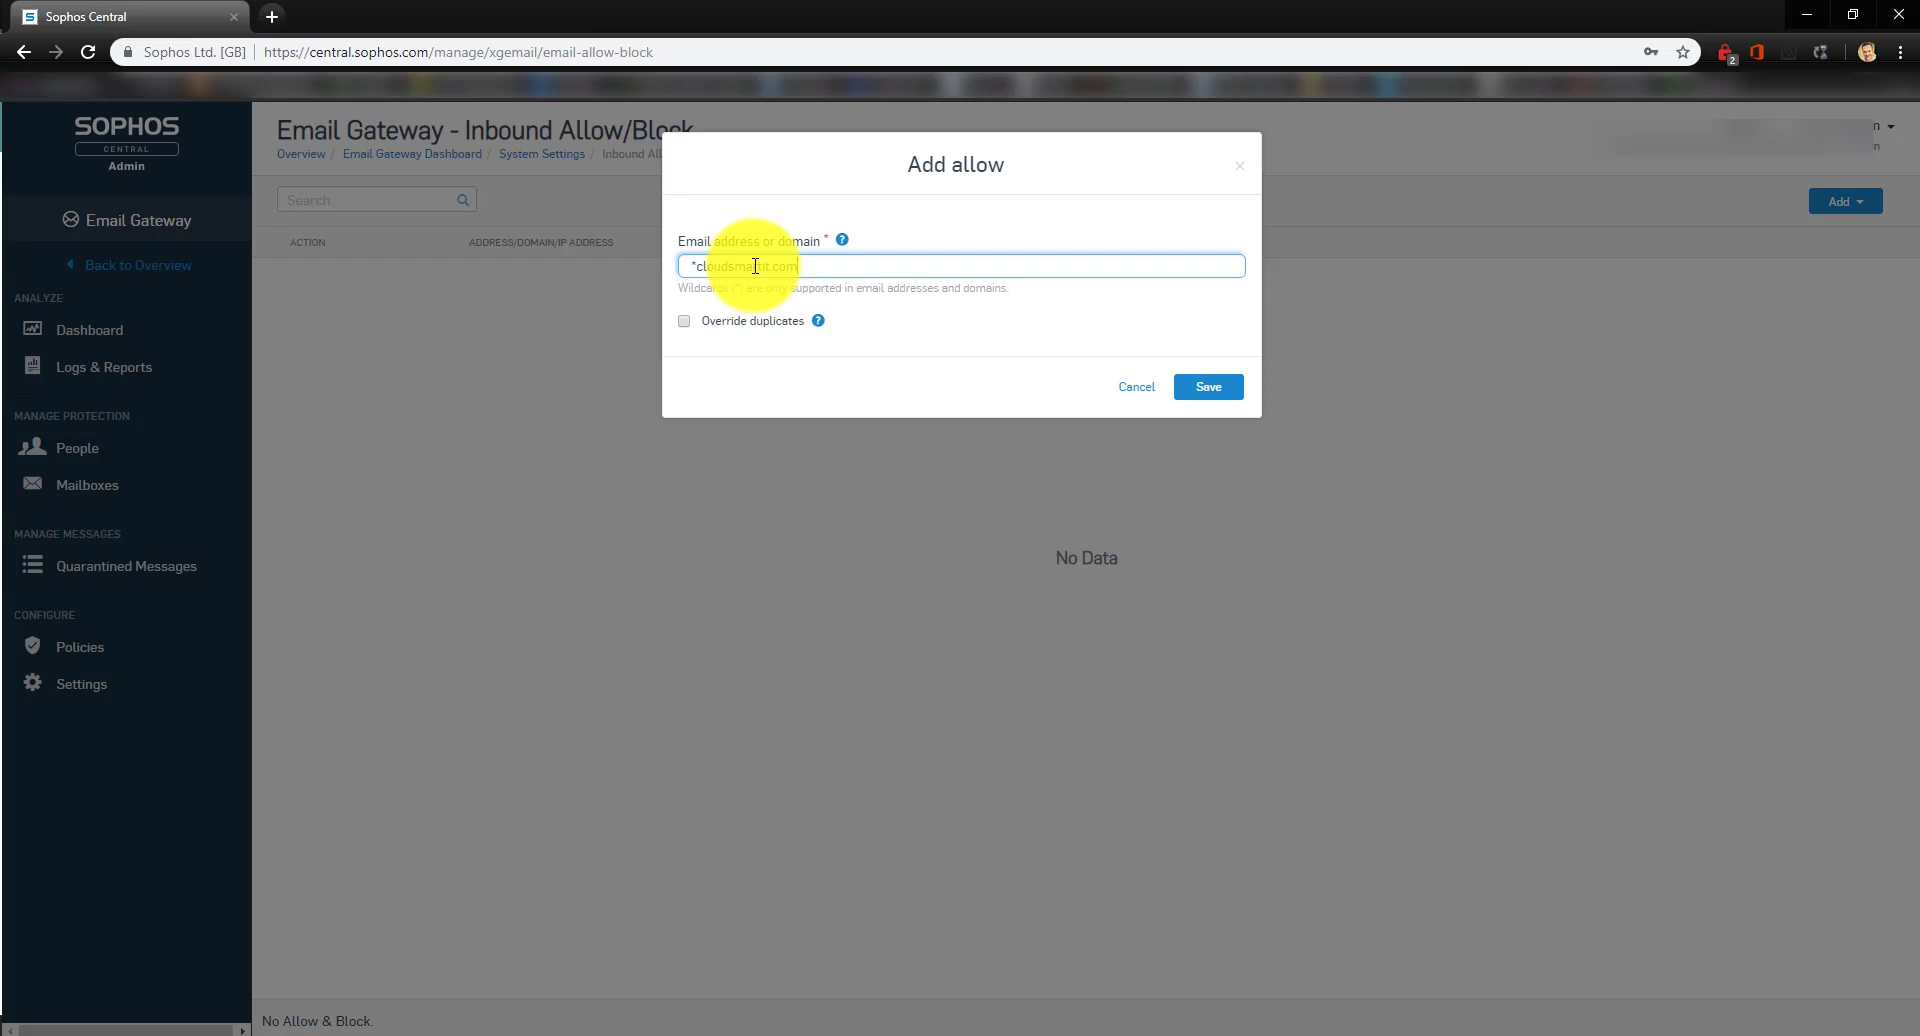 Sophos Central
Sophos Ltd. [GB] https://central.sophos.com/manage/xgemail/email-allow-block
2
SOPHOS
CENTRAL
Admin
Email Gateway
Back to Overview
ANALYZE
Dashboard
Logs & Reports
MANAGE PROTECTION
People
Mailboxes
MANAGE MESSAGES
Quarantined Messages
CONFIGURE
Policies
Settings
Email Gateway - Inbound Allow/Block
Overview / Email Gateway Dashboard / System Settings / Inbound All
Search
Add
ACTION ADDRESS/DOMAIN/IP ADDRESS
Add allow
Email address or domain * ?
*cloudsmartit.com
Wildcards (*) are only supported in email addresses and domains.
Override duplicates ?
Cancel Save
No Data
No Allow & Block.